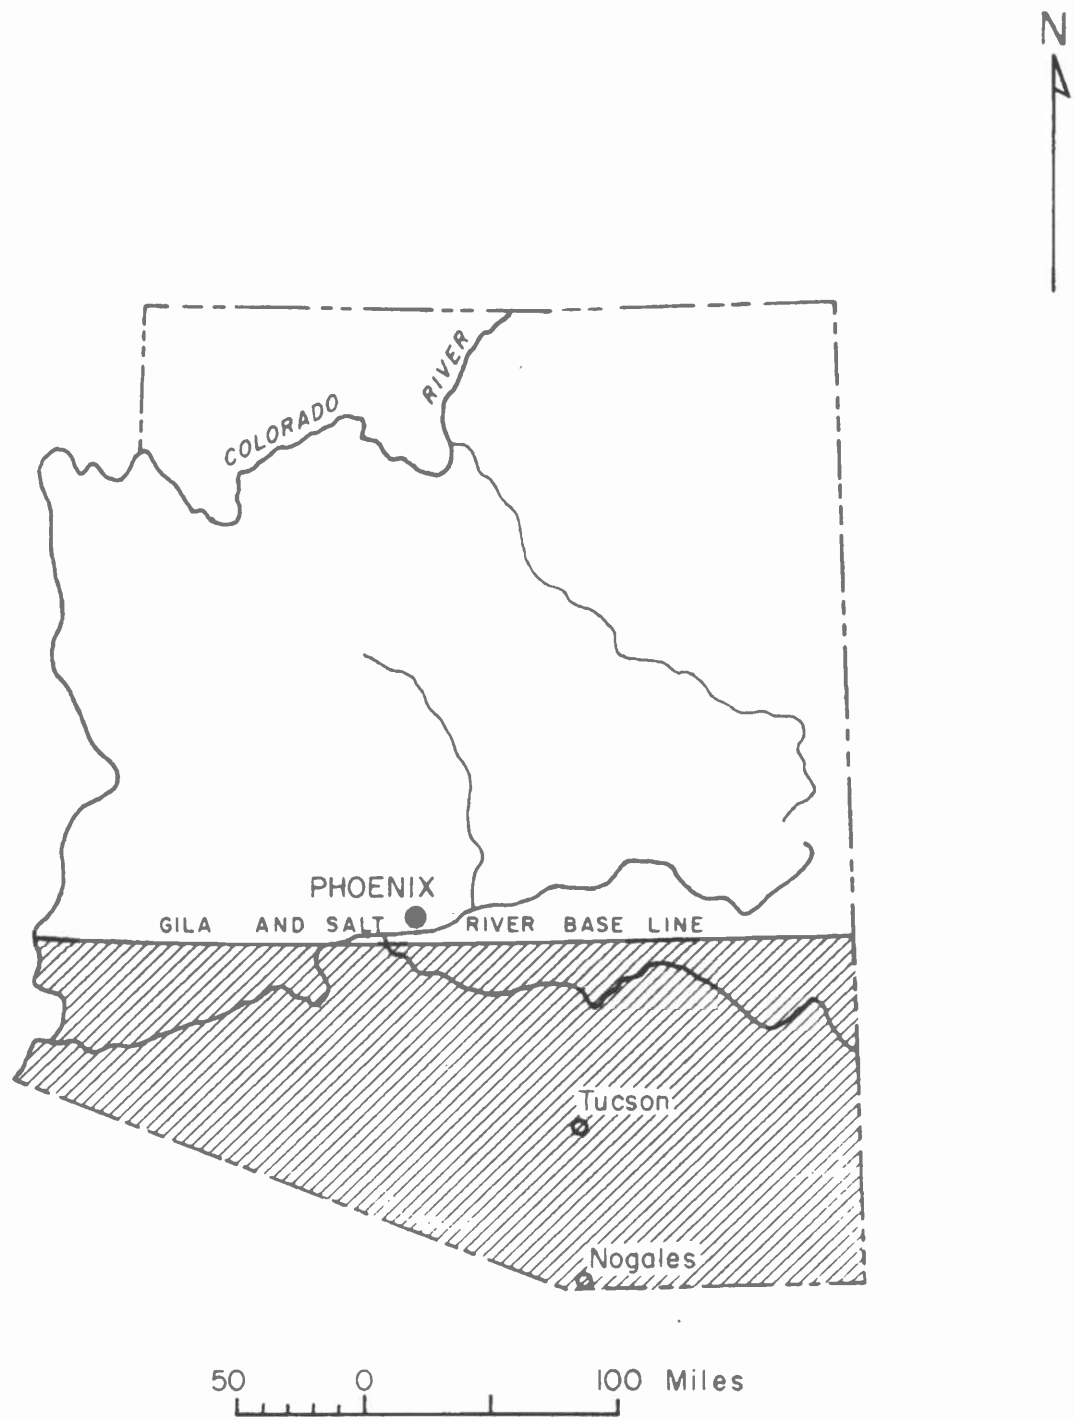 N
COLORADO RIVER
PHOENIX
GILA AND SALT RIVER BASE LINE
Tucson
Nogales
50 0 100 Miles